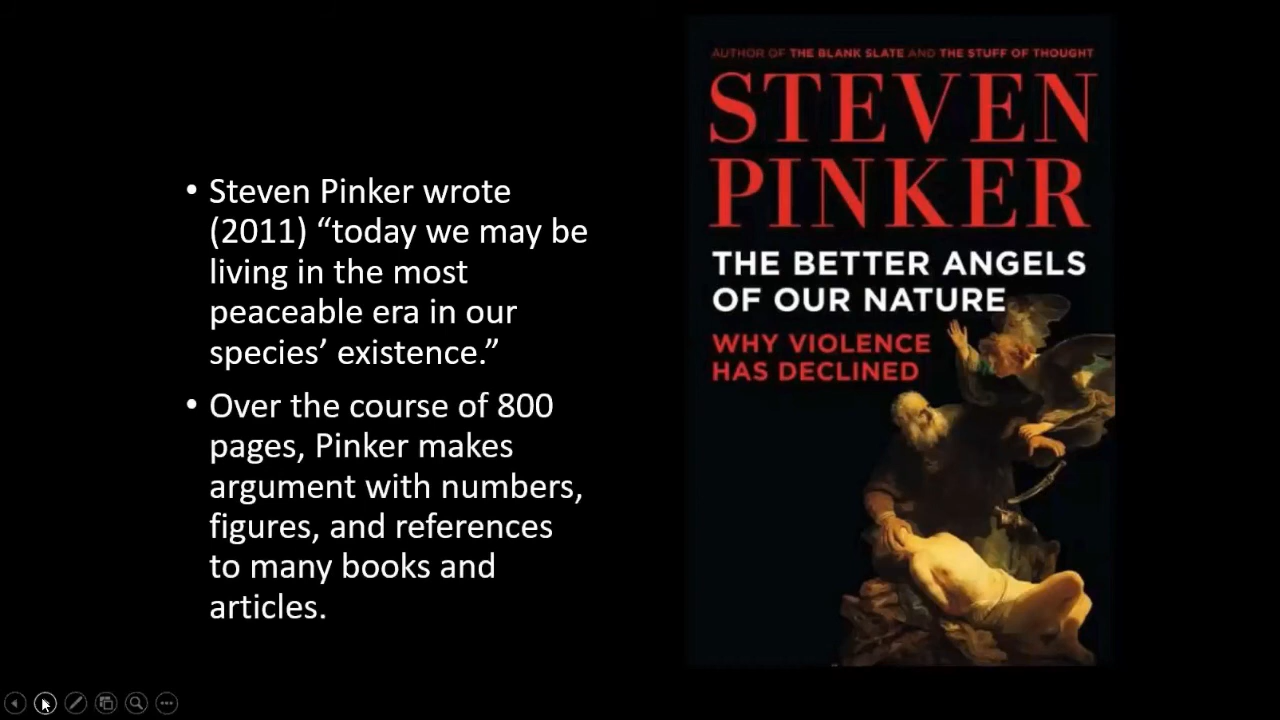 • Steven Pinker wrote
(2011) “today we may be
living in the most
peaceable era in our
species’ existence.”
• Over the course of 800
pages, Pinker makes
argument with numbers,
figures, and references
to many books and
articles.
AUTHOR OF THE BLANK SLATE AND THE STUFF OF THOUGHT
STEVEN
PINKER
THE BETTER ANGELS
OF OUR NATURE
WHY VIOLENCE
HAS DECLINED